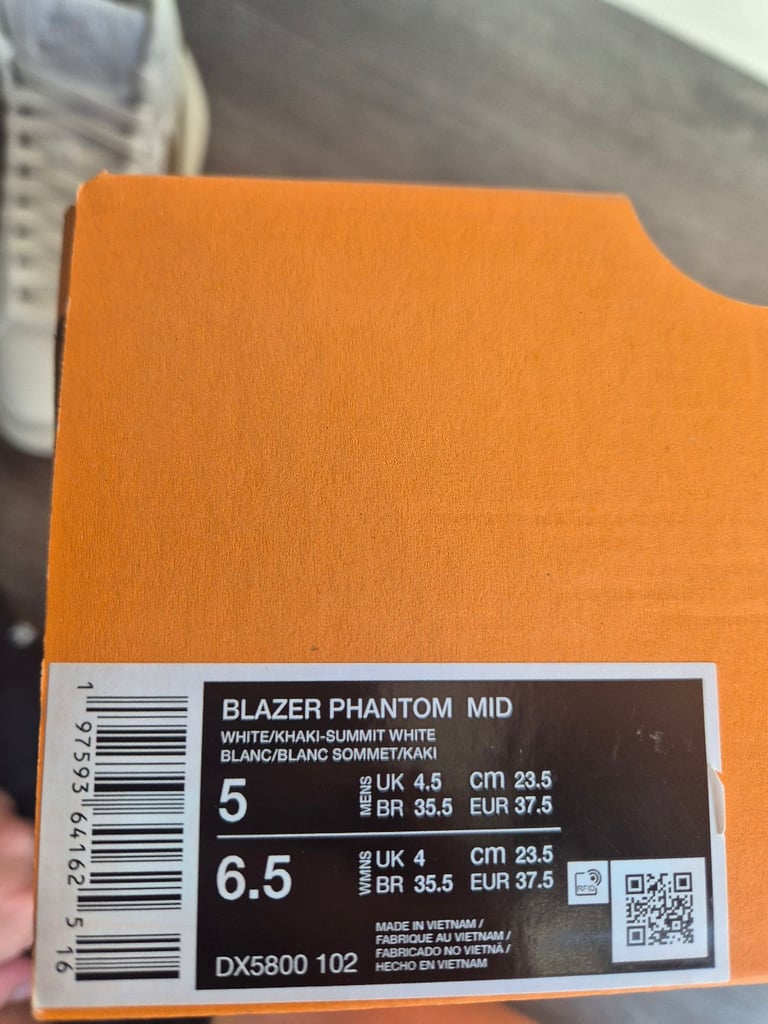 BLAZER PHANTOM MID
WHITE/KHAKI-SUMMIT WHITE
BLANC/BLANC SOMMET/KAKI
5
MENS
UK 4.5 CM 23.5
BR 35.5 EUR 37.5
6.5
WMNS
UK 4 CM 23.5
BR 35.5 EUR 37.5
RFID
MADE IN VIETNAM /
FABRIQUE AU VIETNAM /
FABRICADO NO VIETNÃ /
HECHO EN VIETNAM
DX5800 102
1 97593 64162 5 16